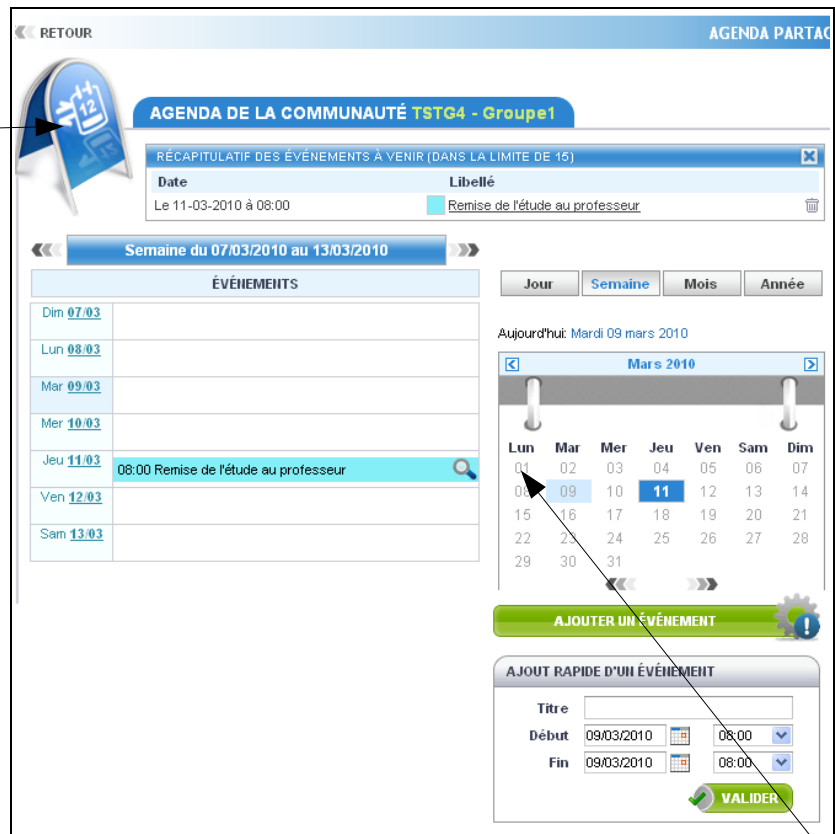 RETOUR
AGENDA PARTAG
12
AGENDA DE LA COMMUNAUTÉ TSTG4 - Groupe1
RÉCAPITULATIF DES ÉVÉNEMENTS À VENIR (DANS LA LIMITE DE 15)
Date Libellé
Le 11-03-2010 à 08:00 Remise de l'étude au professeur
Semaine du 07/03/2010 au 13/03/2010
ÉVÉNEMENTS
Dim 07/03
Lun 08/03
Mar 09/03
Mer 10/03
Jeu 11/03
08:00 Remise de l'étude au professeur
Ven 12/03
Sam 13/03
Jour Semaine Mois Année
Aujourd'hui: Mardi 09 mars 2010
Mars 2010
Lun Mar Mer Jeu Ven Sam Dim
01 02 03 04 05 06 07
08 09 10 11 12 13 14
15 16 17 18 19 20 21
22 23 24 25 26 27 28
29 30 31
AJOUTER UN ÉVÉNEMENT
AJOUT RAPIDE D'UN ÉVÉNEMENT
Titre
Début 09/03/2010 08:00
Fin 09/03/2010 08:00
VALIDER